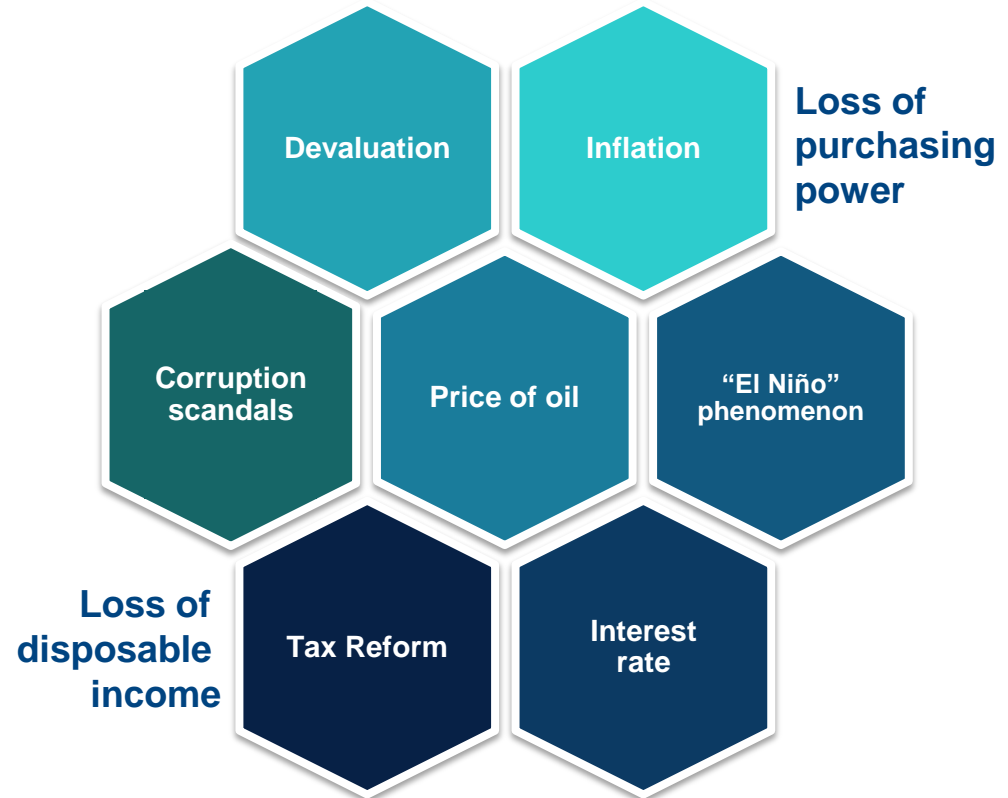 Devaluation
Inflation
Loss of
purchasing
power
Corruption
scandals
Price of oil
“El Niño”
phenomenon
Loss of
disposable
income
Tax Reform
Interest
rate